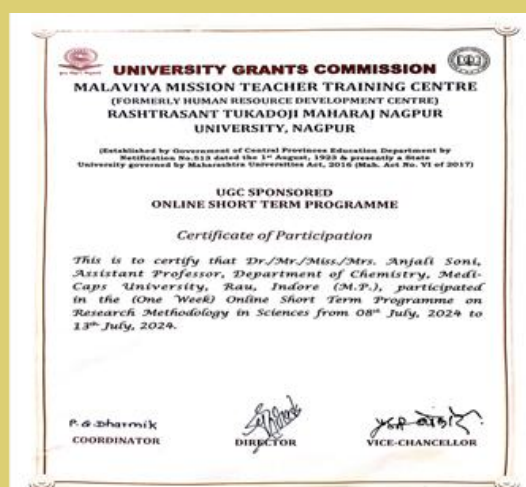 UNIVERSITY GRANTS COMMISSION
MALAVIYA MISSION TEACHER TRAINING CENTRE
(FORMERLY HUMAN RESOURCE DEVELOPMENT CENTRE)
RASHTRASANT TUKADOJI MAHARAJ NAGPUR
UNIVERSITY, NAGPUR
(Established by Government of Central Provinces Education Department by
Notification No.513 dated the 1st August, 1923 & presently a State
University governed by Maharashtra Universities Act, 2016 (Mah. Act No. VI of 2017)
UGC SPONSORED
ONLINE SHORT TERM PROGRAMME
Certificate of Participation
This is to certify that Dr./Mr./Miss./Mrs. Anjali Soni,
Assistant Professor, Department of Chemistry, Medi-
Caps University, Rau, Indore (M.P.), participated
in the (One Week) Online Short Term Programme on
Research Methodology in Sciences from 08th July, 2024 to
13th July, 2024.
P.G.Dharmik
COORDINATOR
DIRECTOR
VICE-CHANCELLOR